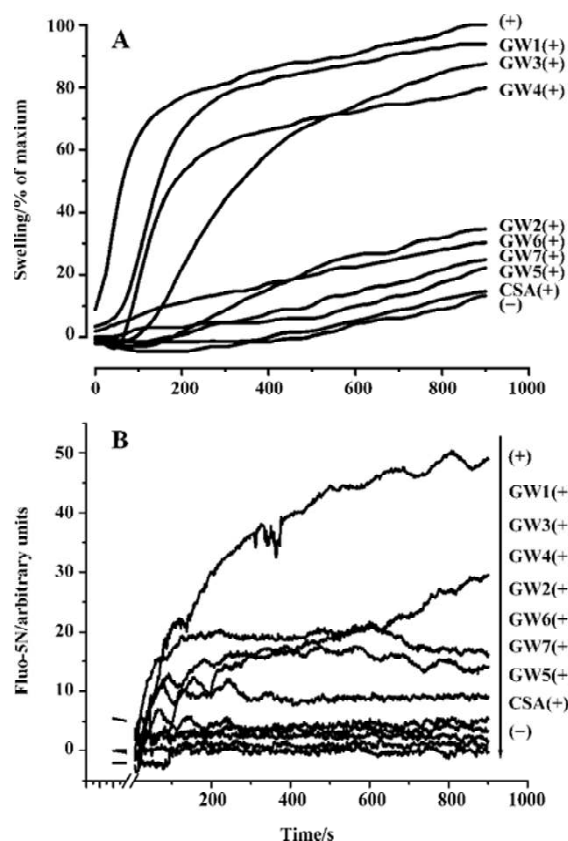 A
Swelling/% of maxium
100
80
60
40
20
0
0
200
400
600
800
1000
(+)
GW1(+)
GW3(+)
GW4(+)
GW2(+)
GW6(+)
GW7(+)
GW5(+)
CSA(+)
(−)
B
Fluo-5N/arbitrary units
50
40
30
20
10
0
200
400
600
800
1000
Time/s
(+)
GW1(+
GW3(+
GW4(+
GW2(+
GW6(+
GW7(+
GW5(+
CSA(+)
(−)